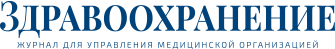 ЗДРАВООХРАНЕНИЕ
ЖУРНАЛ ДЛЯ УПРАВЛЕНИЯ МЕДИЦИНСКОЙ ОРГАНИЗАЦИЕЙ